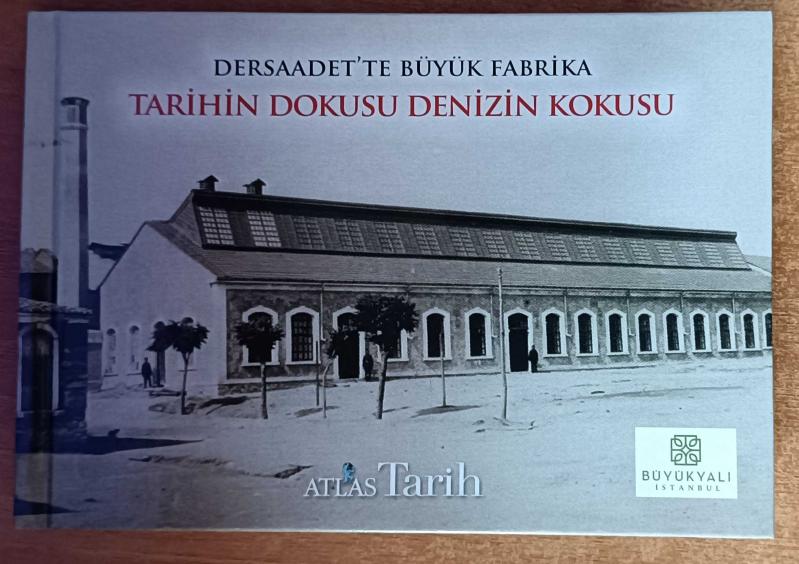 DERSAADET'TE BÜYÜK FABRİKA
TARİHİN DOKUSU DENİZİN KOKUSU
ATLAS Tarih
BÜYÜKYALI
İSTANBUL